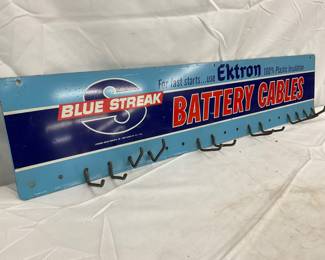 For fast starts... use Ektron 100% Plastic Insulation
BLUE STREAK
BATTERY CABLES